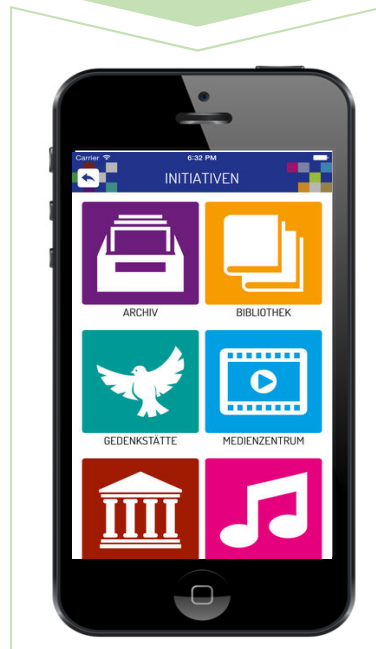 Carrier 6:32 PM
INITIATIVEN
ARCHIV BIBLIOTHEK
GEDENKSTÄTTE MEDIENZENTRUM